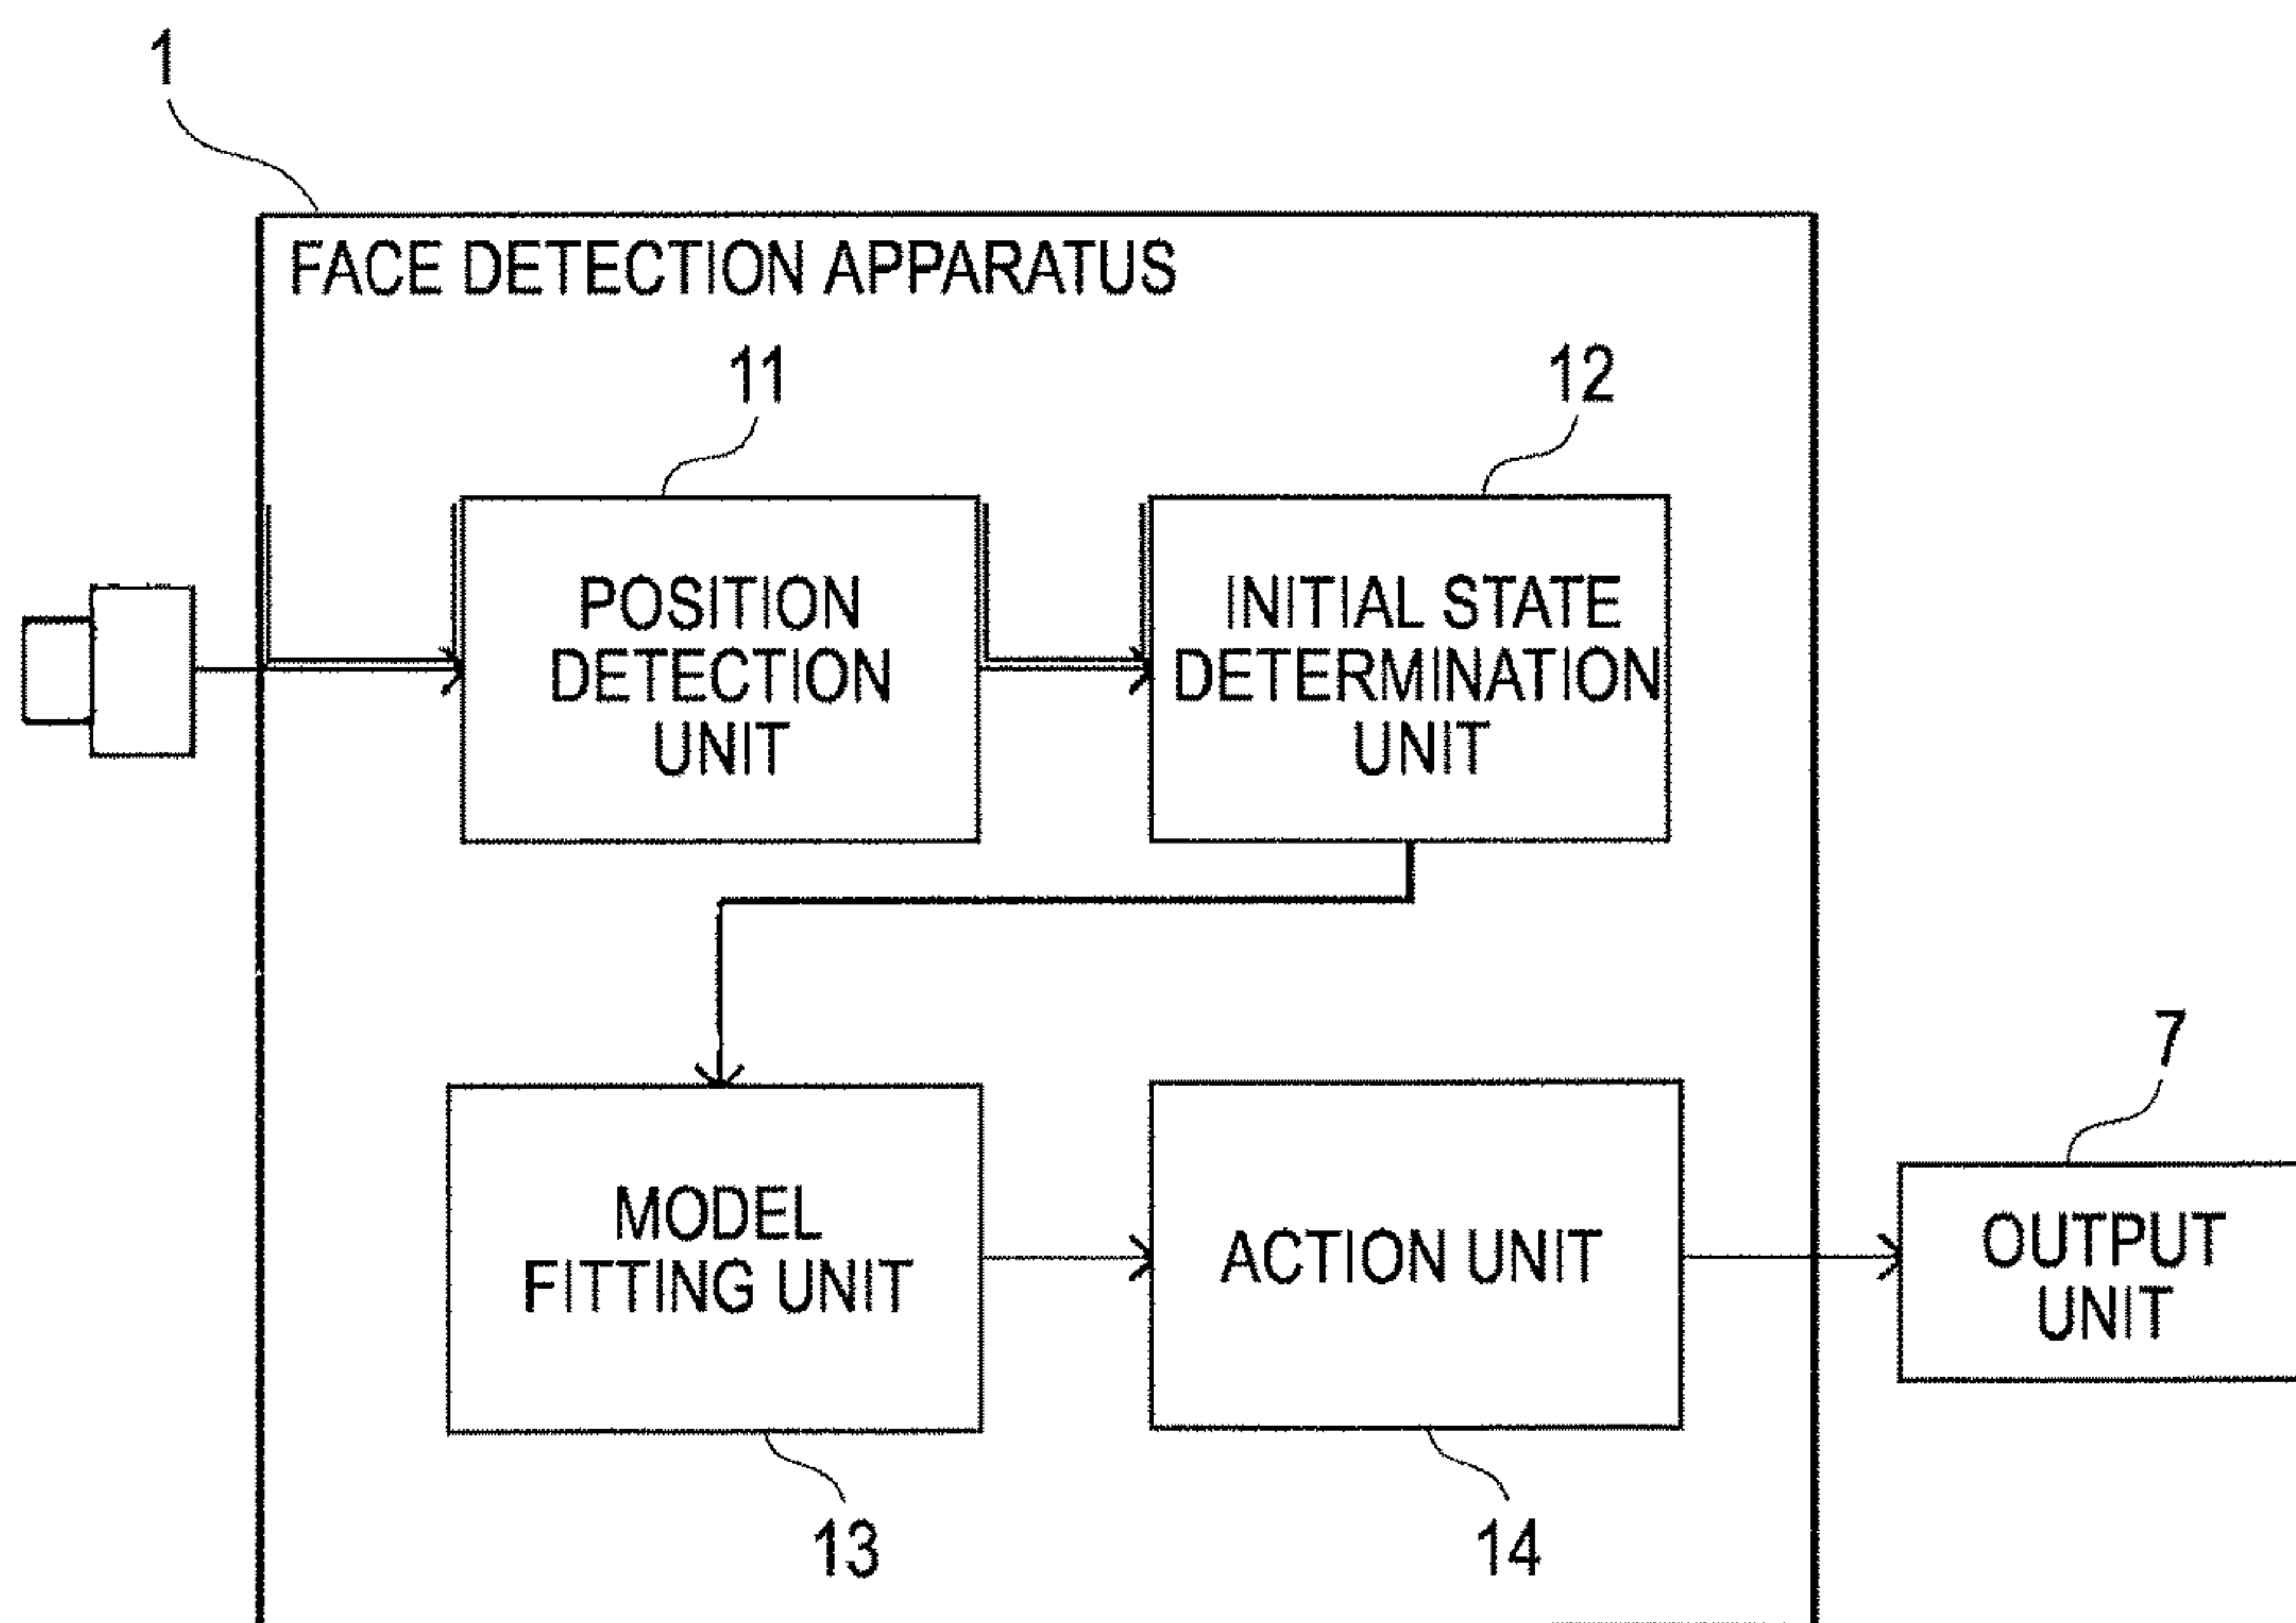 1
FACE DETECTION APPARATUS
11
12
POSITION
DETECTION
UNIT
INITIAL STATE
DETERMINATION
UNIT
7
MODEL
FITTING UNIT
ACTION UNIT
OUTPUT
UNIT
13
14